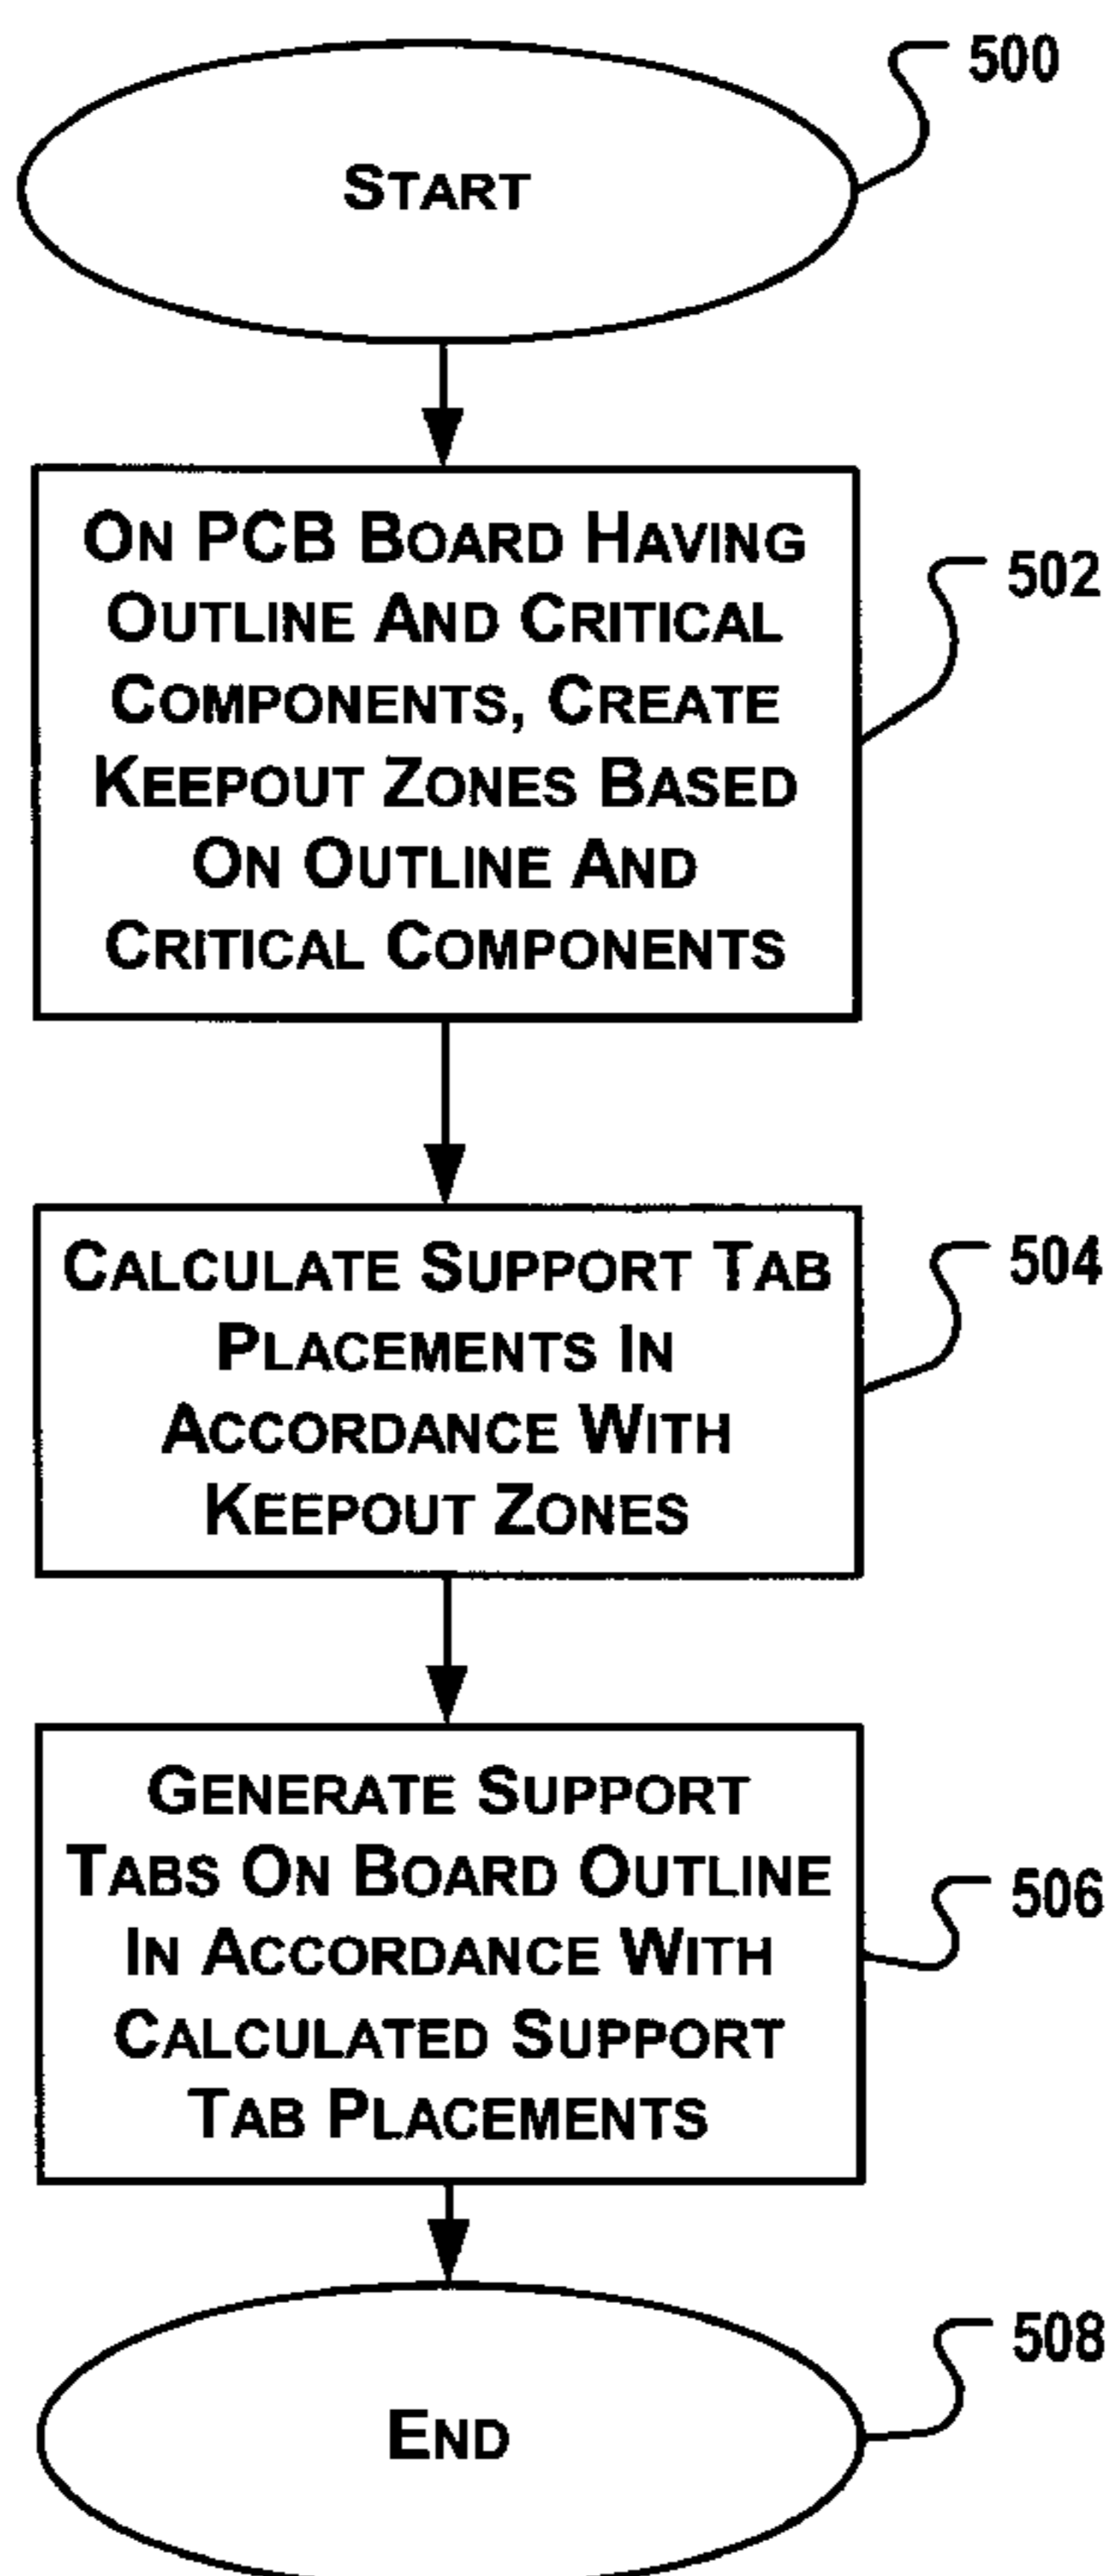 START
500
ON PCB BOARD HAVING
OUTLINE AND CRITICAL
COMPONENTS, CREATE
KEEPOUT ZONES BASED
ON OUTLINE AND
CRITICAL COMPONENTS
502
CALCULATE SUPPORT TAB
PLACEMENTS IN
ACCORDANCE WITH
KEEPOUT ZONES
504
GENERATE SUPPORT
TABS ON BOARD OUTLINE
IN ACCORDANCE WITH
CALCULATED SUPPORT
TAB PLACEMENTS
506
END
508